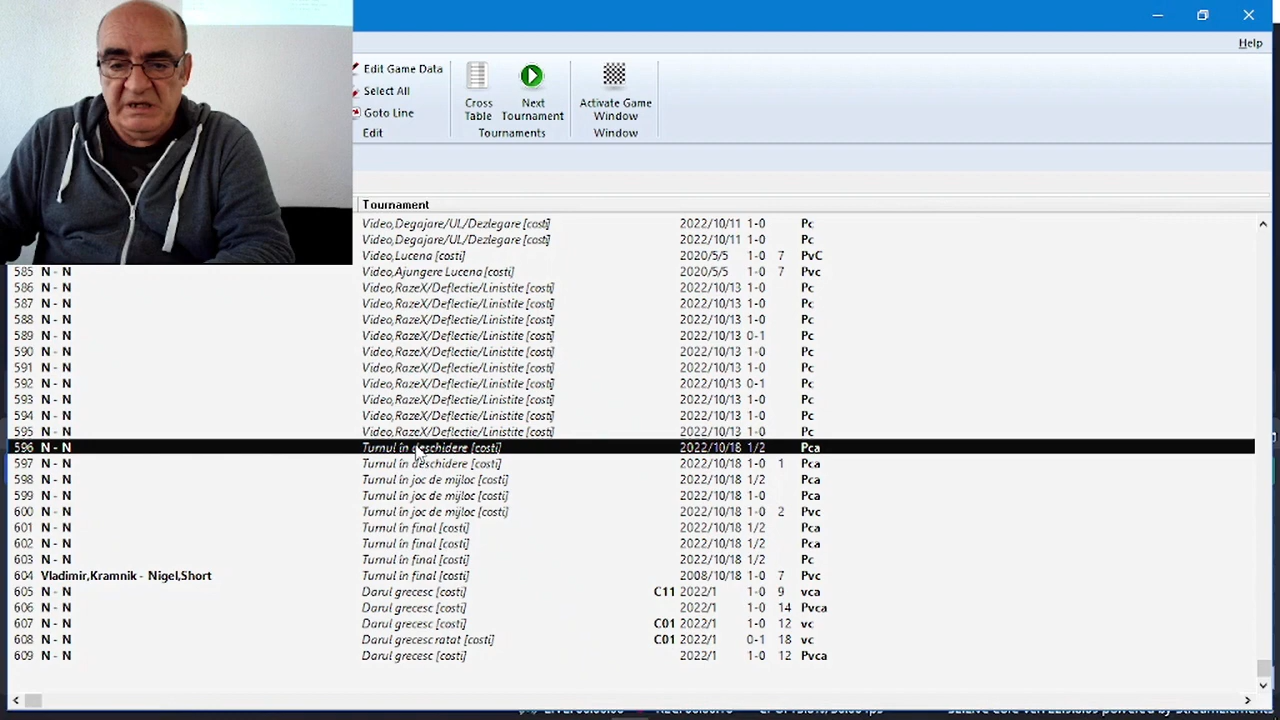 Help
Edit Game Data
Select All
Goto Line
Edit
Cross Table
Next Tournament
Tournaments
Activate Game Window
Window
Tournament
Video,Degajare/UL/Dezlegare [costi] 2022/10/11 1-0 Pc
Video,Degajare/UL/Dezlegare [costi] 2022/10/11 1-0 Pc
Video,Lucena [costi] 2020/5/5 1-0 7 PvC
585 N - N Video,Ajungere Lucena [costi] 2020/5/5 1-0 7 Pvc
586 N - N Video,RazeX/Deflectie/Linistite [costi] 2022/10/13 1-0 Pc
587 N - N Video,RazeX/Deflectie/Linistite [costi] 2022/10/13 1-0 Pc
588 N - N Video,RazeX/Deflectie/Linistite [costi] 2022/10/13 1-0 Pc
589 N - N Video,RazeX/Deflectie/Linistite [costi] 2022/10/13 0-1 Pc
590 N - N Video,RazeX/Deflectie/Linistite [costi] 2022/10/13 1-0 Pc
591 N - N Video,RazeX/Deflectie/Linistite [costi] 2022/10/13 1-0 Pc
592 N - N Video,RazeX/Deflectie/Linistite [costi] 2022/10/13 0-1 Pc
593 N - N Video,RazeX/Deflectie/Linistite [costi] 2022/10/13 1-0 Pc
594 N - N Video,RazeX/Deflectie/Linistite [costi] 2022/10/13 1-0 Pc
595 N - N Video,RazeX/Deflectie/Linistite [costi] 2022/10/13 1-0 Pc
596 N - N Turnul in deschidere [costi] 2022/10/18 1/2 Pca
597 N - N Turnul in deschidere [costi] 2022/10/18 1-0 1 Pca
598 N - N Turnul in joc de mijloc [costi] 2022/10/18 1/2 Pca
599 N - N Turnul in joc de mijloc [costi] 2022/10/18 1-0 Pca
600 N - N Turnul in joc de mijloc [costi] 2022/10/18 1-0 2 Pvc
601 N - N Turnul in final [costi] 2022/10/18 1/2 Pca
602 N - N Turnul in final [costi] 2022/10/18 1/2 Pca
603 N - N Turnul in final [costi] 2022/10/18 1/2 Pc
604 Vladimir,Kramnik - Nigel,Short Turnul in final [costi] 2008/10/18 1-0 7 Pvc
605 N - N Darul grecesc [costi] C11 2022/1 1-0 9 vca
606 N - N Darul grecesc [costi] 2022/1 1-0 14 Pvca
607 N - N Darul grecesc [costi] C01 2022/1 1-0 12 vc
608 N - N Darul grecesc ratat [costi] C01 2022/1 0-1 18 vc
609 N - N Darul grecesc [costi] 2022/1 1-0 12 Pvca